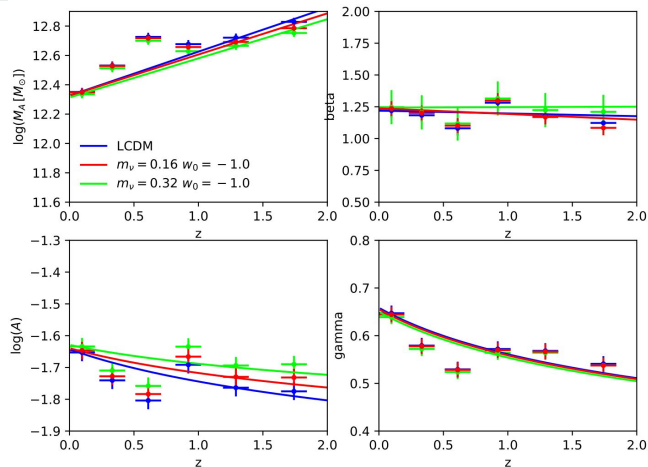 12.8
12.6
12.4
12.2
12.0
11.8
11.6
log(M_A [M_⊙])
LCDM
m_ν = 0.16 w_0 = −1.0
m_ν = 0.32 w_0 = −1.0
0.0 0.5 1.0 1.5 2.0
z
2.00
1.75
1.50
1.25
1.00
0.75
0.50
beta
0.0 0.5 1.0 1.5 2.0
z
−1.3
−1.4
−1.5
−1.6
−1.7
−1.8
−1.9
log(A)
0.0 0.5 1.0 1.5 2.0
z
0.8
0.7
0.6
0.5
0.4
gamma
0.0 0.5 1.0 1.5 2.0
z